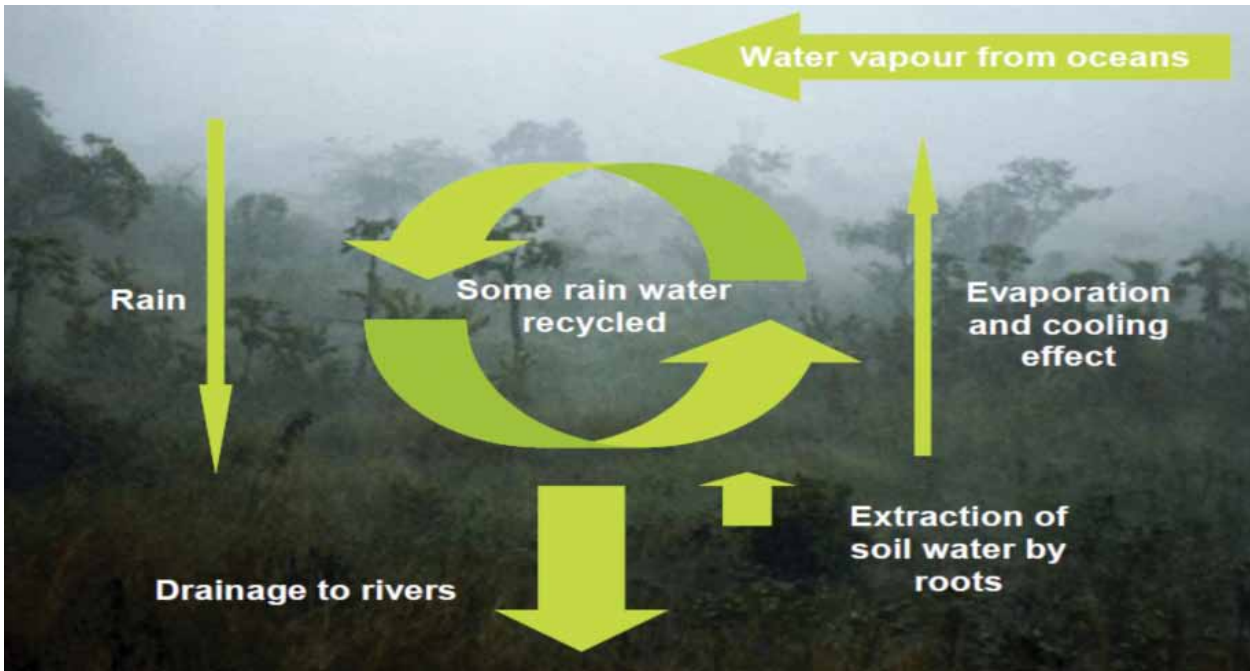 Water vapour from oceans
Rain
Some rain water
recycled
Evaporation
and cooling
effect
Extraction of
soil water by
roots
Drainage to rivers